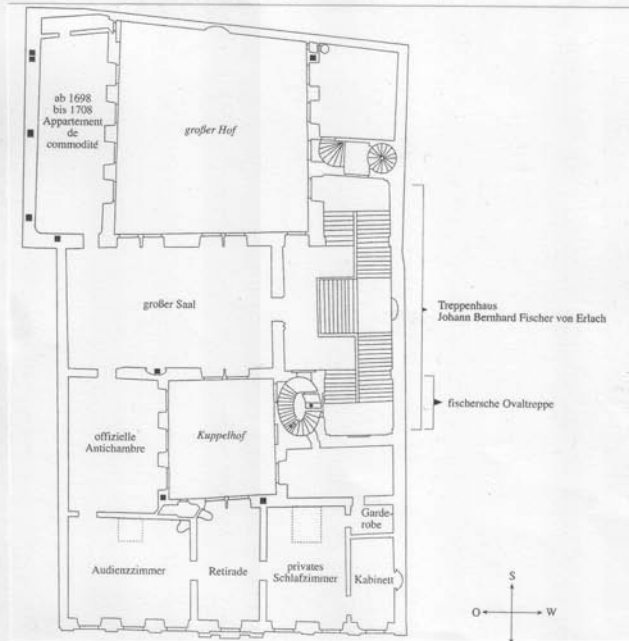 ab 1698
bis 1708
Appartement
de
commodité
großer Hof
großer Saal
Treppenhaus
Johann Bernhard Fischer von Erlach
fischersche Ovaltreppe
offizielle
Antichambre
Kuppelhof
Garde-
robe
Audienzzimmer
Retirade
privates
Schlafzimmer
Kabinett
S
O
W